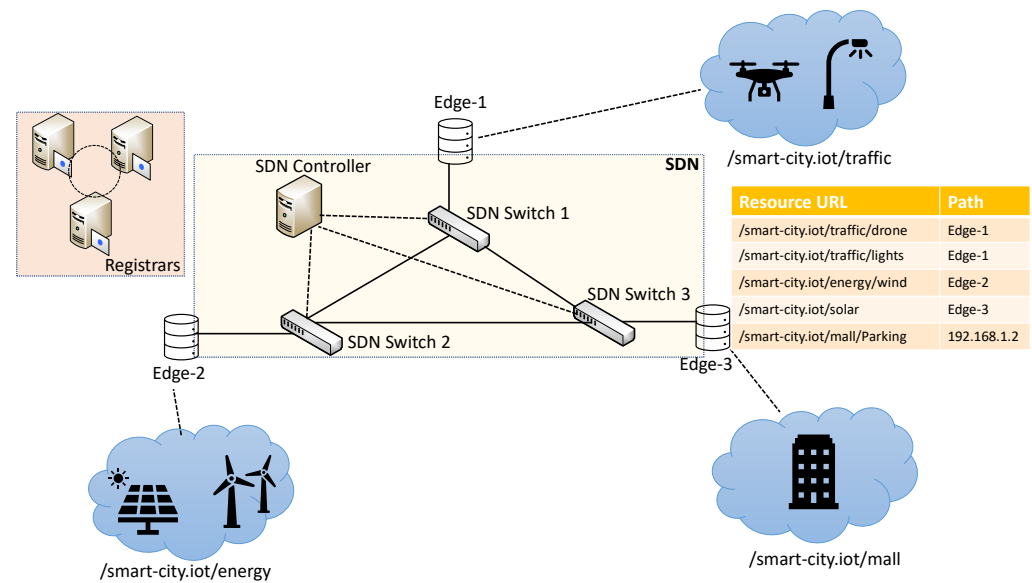 Edge-1
/smart-city.iot/traffic
SDN Controller
SDN
Registrars
SDN Switch 1
SDN Switch 3
SDN Switch 2
Edge-2
Edge-3
Resource URL Path
/smart-city.iot/traffic/drone Edge-1
/smart-city.iot/traffic/lights Edge-1
/smart-city.iot/energy/wind Edge-2
/smart-city.iot/solar Edge-3
/smart-city.iot/mall/Parking 192.168.1.2
/smart-city.iot/energy
/smart-city.iot/mall